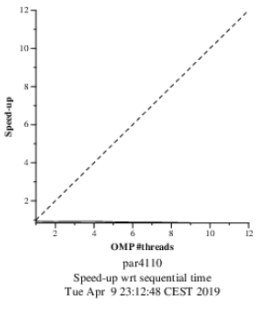 12
10
8
6
4
2
Speed-up
2 4 6 8 10 12
OMP #threads
par4110
Speed-up wrt sequential time
Tue Apr 9 23:12:48 CEST 2019